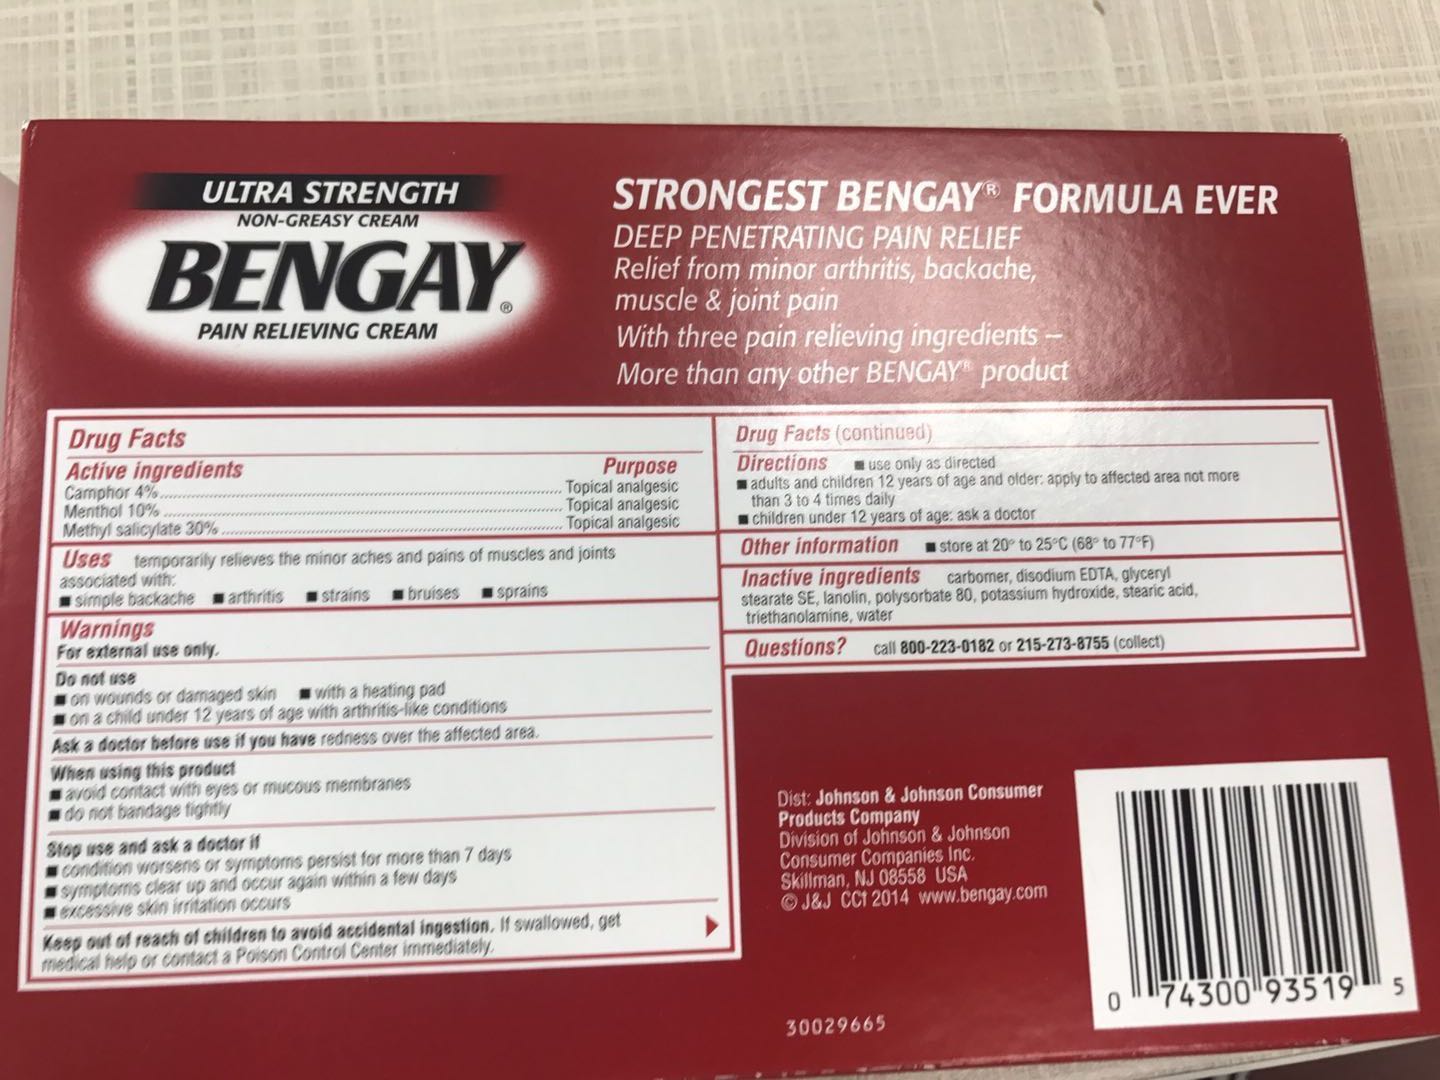 ULTRA STRENGTH
NON-GREASY CREAM
BENGAY®
PAIN RELIEVING CREAM
STRONGEST BENGAY® FORMULA EVER
DEEP PENETRATING PAIN RELIEF
Relief from minor arthritis, backache,
muscle & joint pain
With three pain relieving ingredients –
More than any other BENGAY® product
Drug Facts
Active ingredients Purpose
Camphor 4%........ Topical analgesic
Menthol 10%........ Topical analgesic
Methyl salicylate 30%........ Topical analgesic
Uses temporarily relieves the minor aches and pains of muscles and joints
associated with:
■ simple backache ■ arthritis ■ strains ■ bruises ■ sprains
Warnings
For external use only.
Do not use
■ on wounds or damaged skin ■ with a heating pad
■ on a child under 12 years of age with arthritis-like conditions
Ask a doctor before use if you have redness over the affected area.
When using this product
■ avoid contact with eyes or mucous membranes
■ do not bandage tightly
Stop use and ask a doctor if
■ condition worsens or symptoms persist for more than 7 days
■ symptoms clear up and occur again within a few days
■ excessive skin irritation occurs
Keep out of reach of children to avoid accidental ingestion. If swallowed, get
medical help or contact a Poison Control Center immediately.
Drug Facts (continued)
Directions ■ use only as directed
■ adults and children 12 years of age and older: apply to affected area not more
than 3 to 4 times daily
■ children under 12 years of age: ask a doctor
Other information ■ store at 20° to 25°C (68° to 77°F)
Inactive ingredients carbomer, disodium EDTA, glyceryl
stearate SE, lanolin, polysorbate 80, potassium hydroxide, stearic acid,
triethanolamine, water
Questions? call 800-223-0182 or 215-273-8755 (collect)
Dist: Johnson & Johnson Consumer
Products Company
Division of Johnson & Johnson
Consumer Companies Inc.
Skillman, NJ 08558 USA
© J&J CCI 2014 www.bengay.com
0 74300 93519 5
30029665